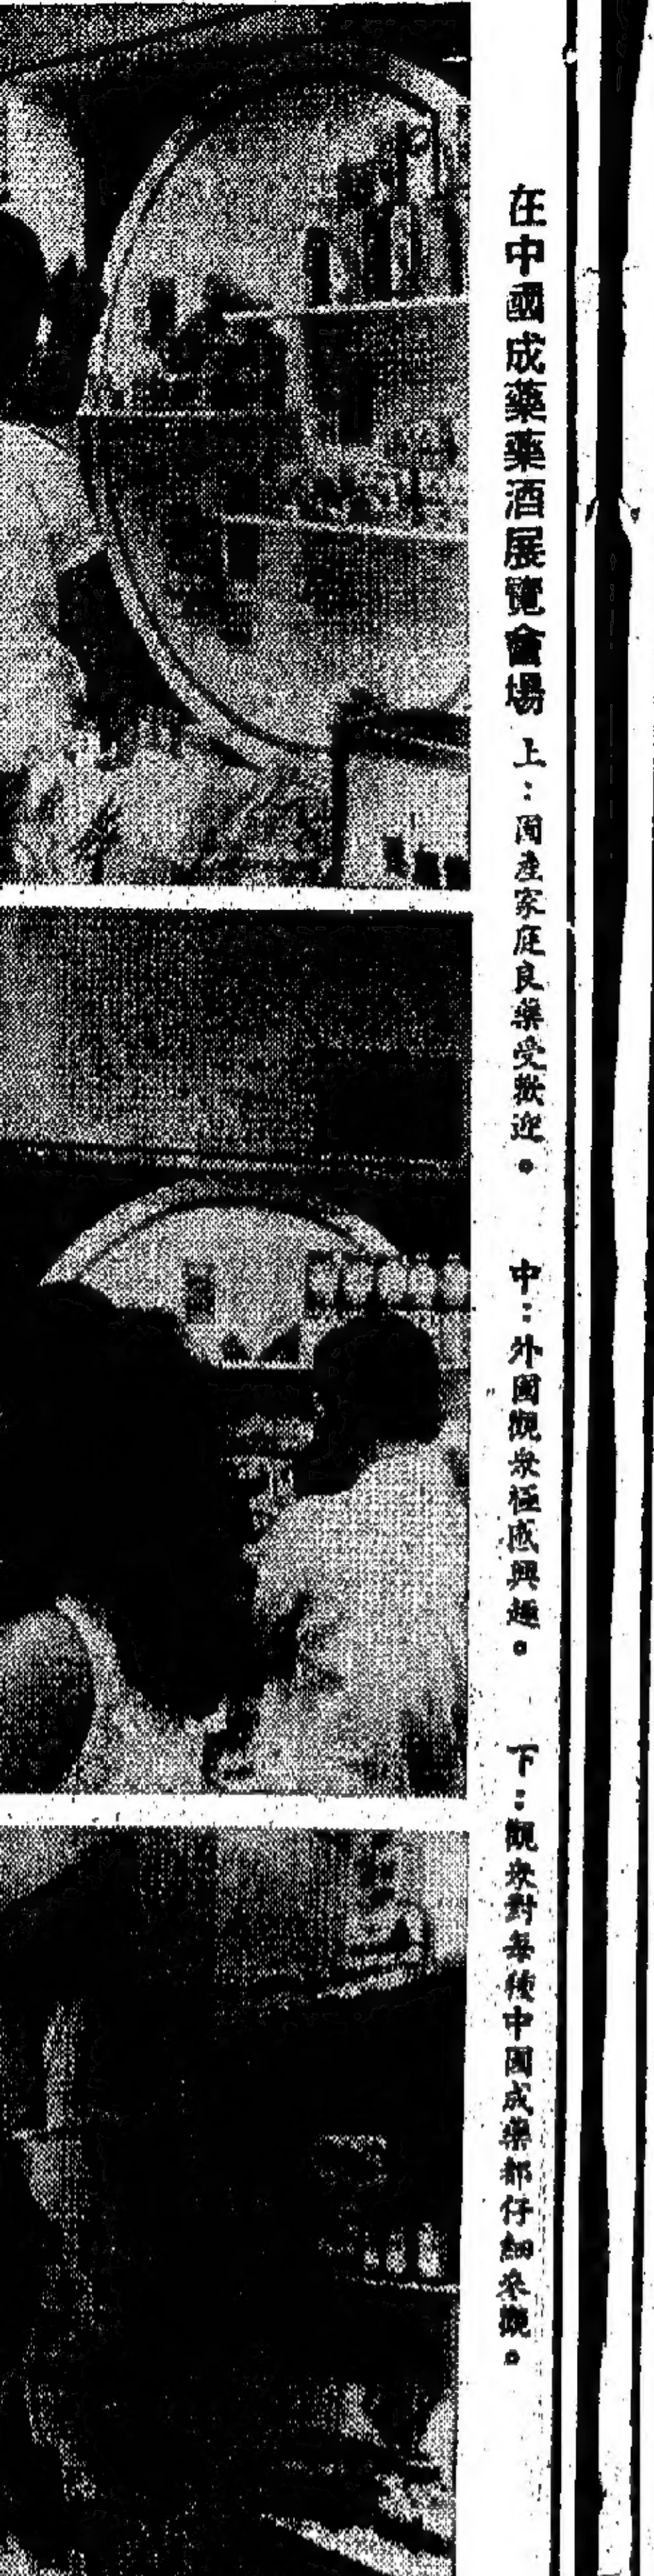 在中國成藥藥酒展覽會場 上：國產家庭良藥受歡迎。 中：外國觀衆極感興趣。 下：觀衆對每種中國成藥都仔細參觀。